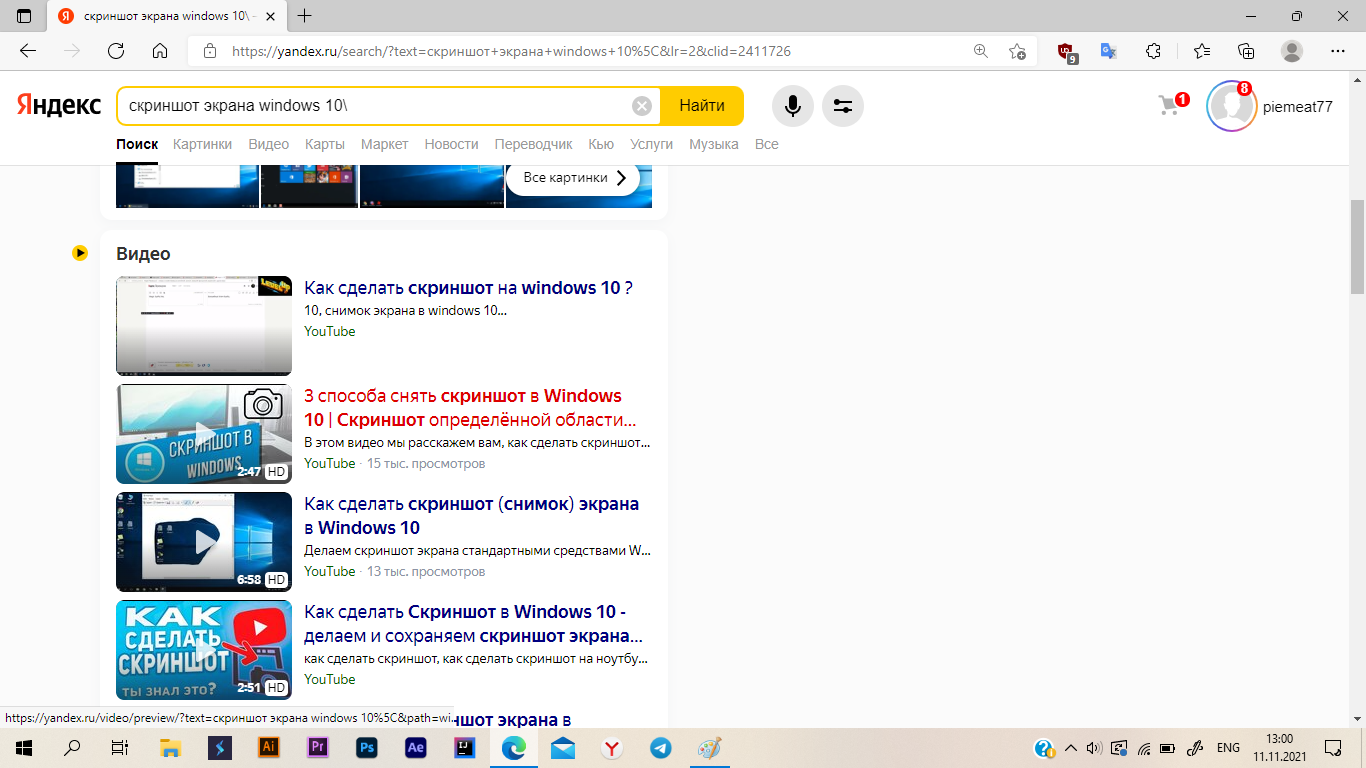 скриншот экрана windows 10\ -
https://yandex.ru/search/?text=скриншот+экрана+windows+10%5C&lr=2&clid=2411726
9
Яндекс
скриншот экрана windows 10\
Найти
1
8
piemeat77
Поиск Картинки Видео Карты Маркет Новости Переводчик Кью Услуги Музыка Все
Все картинки
Видео
Как сделать скриншот на windows 10 ?
10, снимок экрана в windows 10...
YouTube
СКРИНШОТ В
WINDOWS
2:47 HD
3 способа снять скриншот в Windows
10 | Скриншот определённой области...
В этом видео мы расскажем вам, как сделать скриншот...
YouTube · 15 тыс. просмотров
6:58 HD
Как сделать скриншот (снимок) экрана
в Windows 10
Делаем скриншот экрана стандартными средствами W...
YouTube · 13 тыс. просмотров
КАК
СДЕЛАТЬ
СКРИНШОТ
ТЫ ЗНАЛ ЭТО?
2:51 HD
Как сделать Скриншот в Windows 10 -
делаем и сохраняем скриншот экрана...
как сделать скриншот, как сделать скриншот на ноутбу...
YouTube
https://yandex.ru/video/preview/?text=скриншот экрана windows 10%5C&path=wi...
ншот экрана в
Ai
Pr
Ps
Ae
IJ
ENG
13:00
11.11.2021